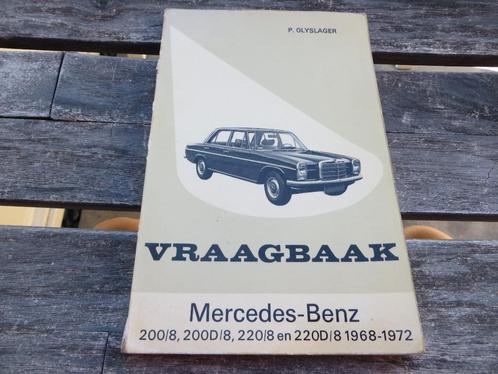 P. OLYSLAGER
VRAAGBAAK
Mercedes-Benz
200/8, 200D/8, 220/8 en 220D/8 1968-1972